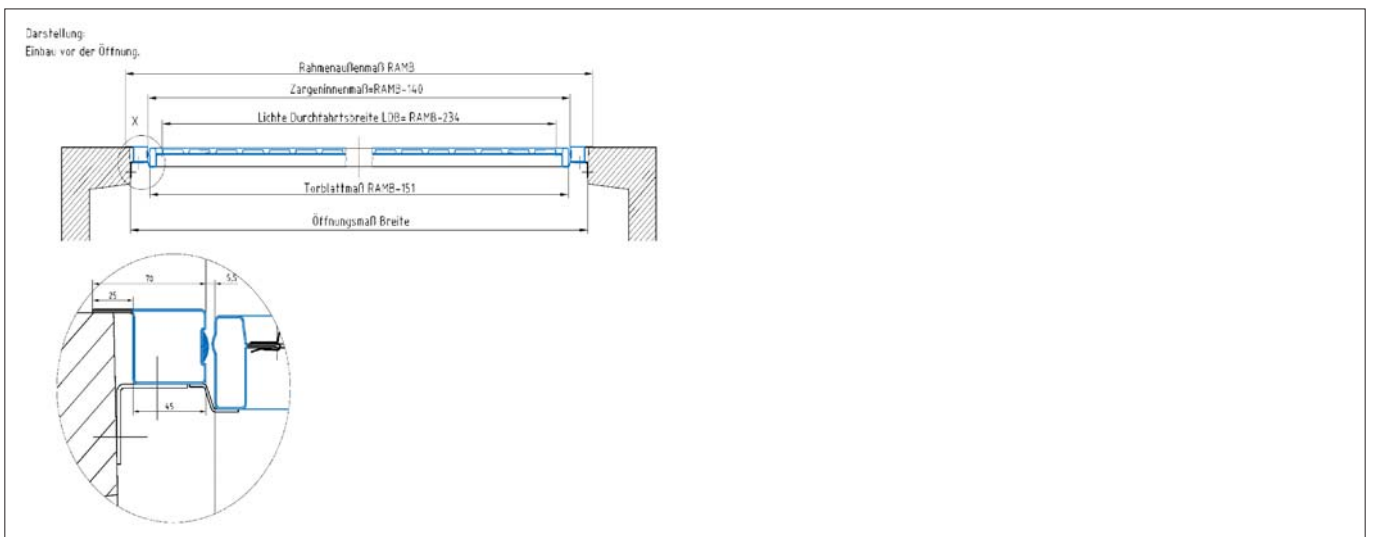 Darstellung:
Einbau vor der Öffnung.
Rahmenaußenmaß RAMB
Zargeninnenmaß=RAMB-140
X
Lichte Durchfahrtsbreite LDB= RAMB-234
Torblattmaß RAMB-151
Öffnungsmaß Breite
70
5,5
25
45